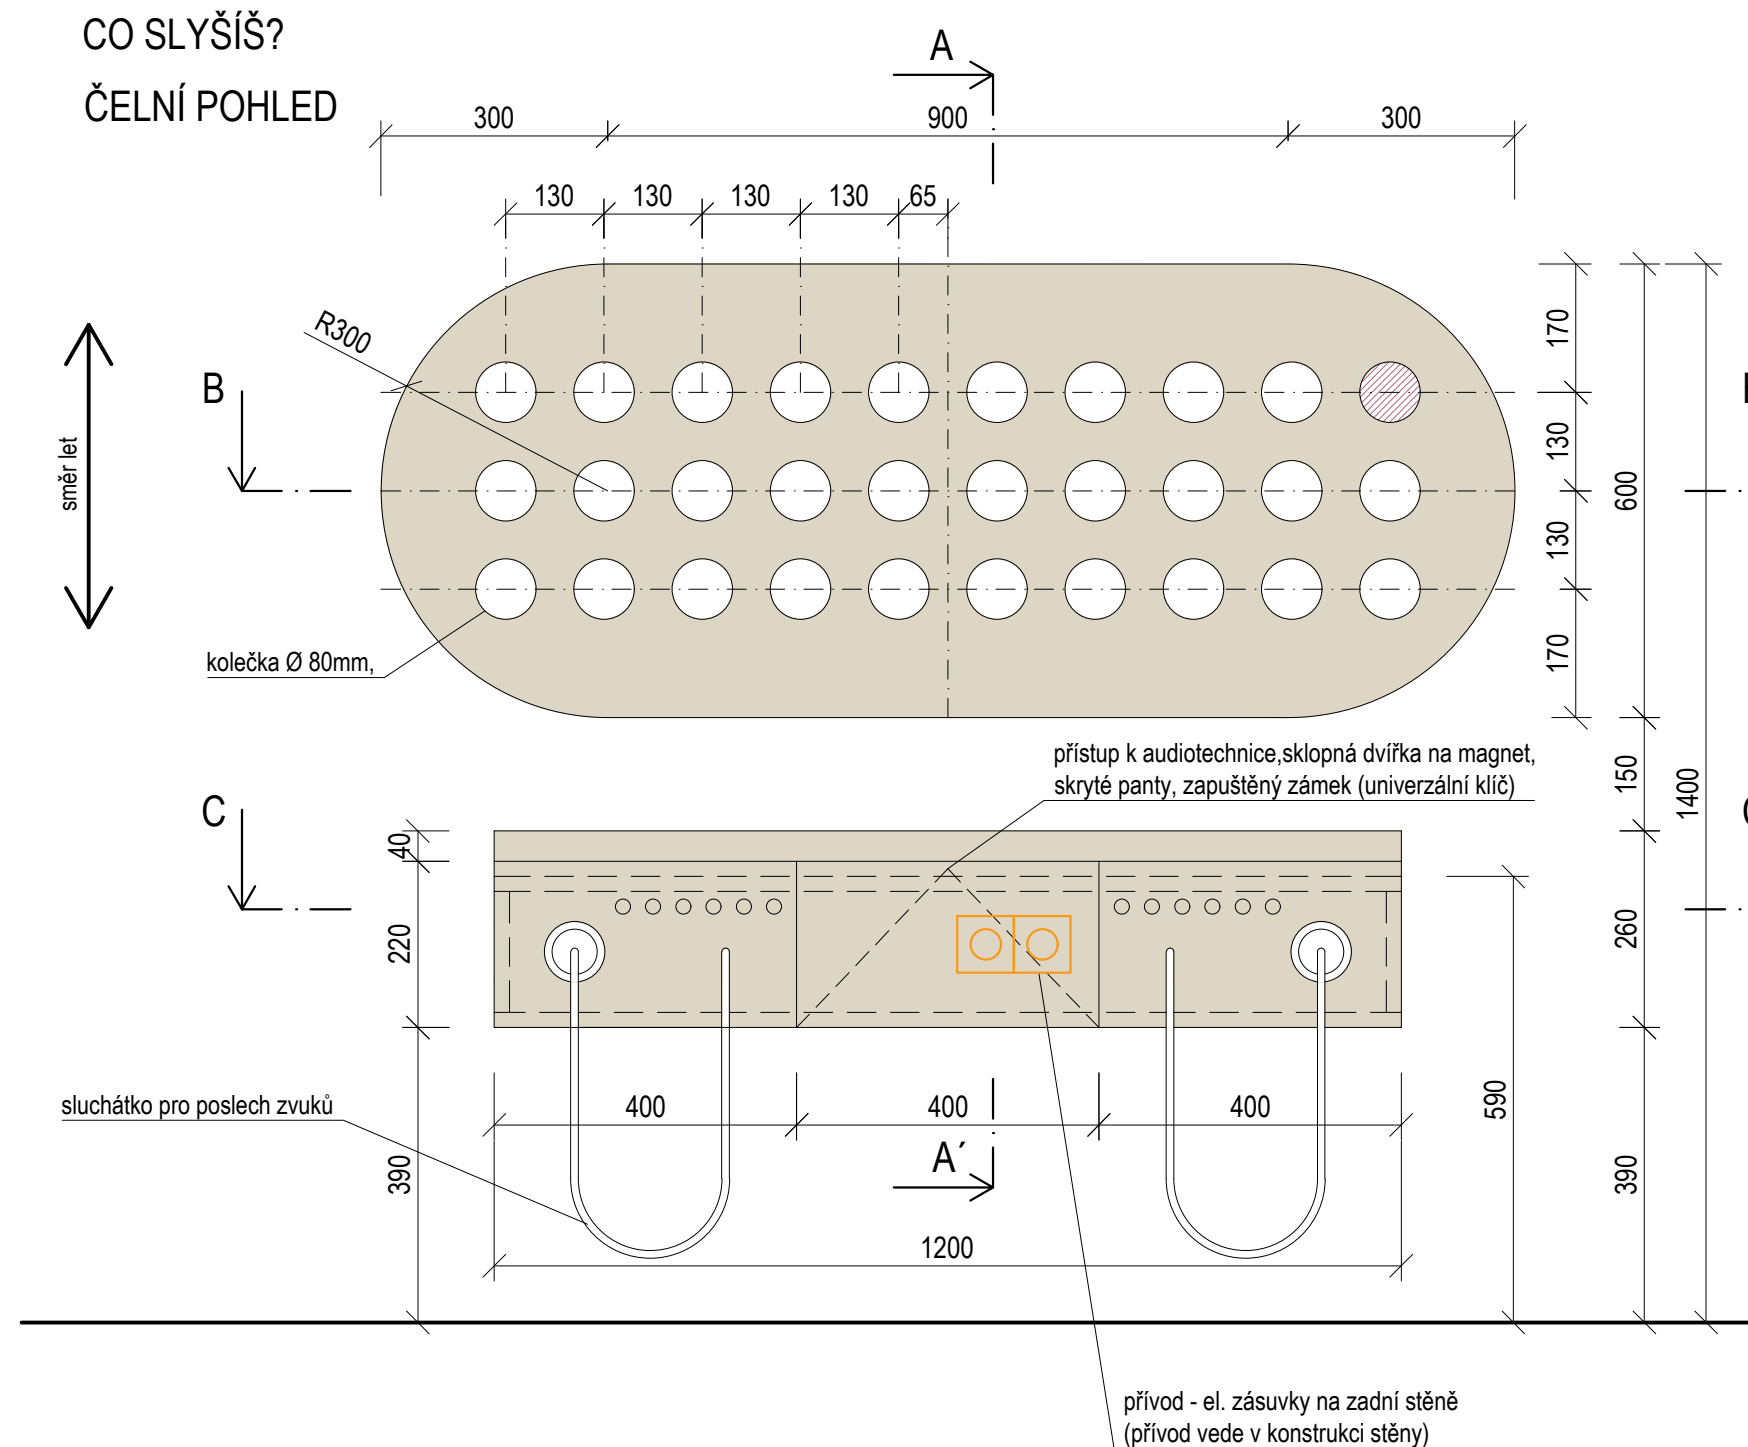 CO SLYŠÍŠ?
ČELNÍ POHLED
A
300
900
300
130
130
130
130
65
R300
B
směr let
170
130
130
170
600
150
1400
kolečka Ø 80mm,
přístup k audiotechnice,sklopná dvířka na magnet,
skryté panty, zapuštěný zámek (univerzální klíč)
C
40
220
260
590
390
390
sluchátko pro poslech zvuků
400
400
400
A´
1200
přívod - el. zásuvky na zadní stěně
(přívod vede v konstrukci stěny)